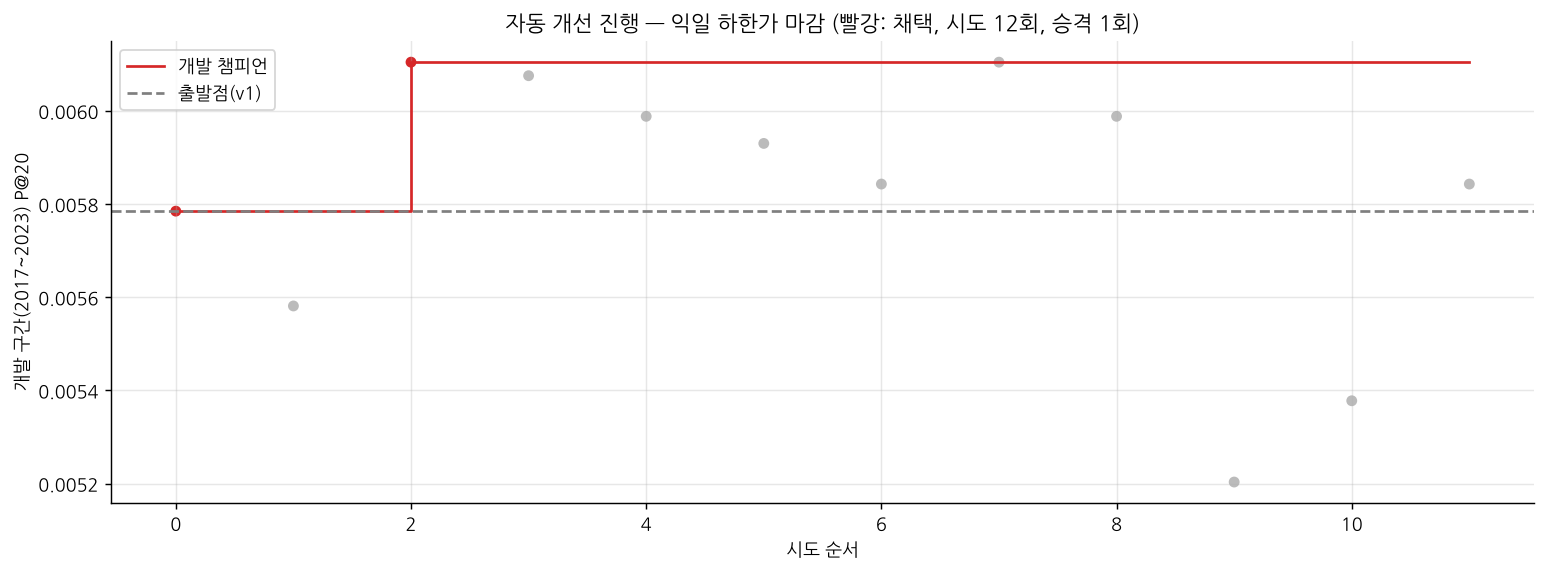 자동 개선 진행 — 익일 하한가 마감 (빨강: 채택, 시도 12회, 승격 1회)
개발 챔피언
출발점(v1)
개발 구간(2017~2023) P@20
0.0060
0.0058
0.0056
0.0054
0.0052
0 2 4 6 8 10
시도 순서